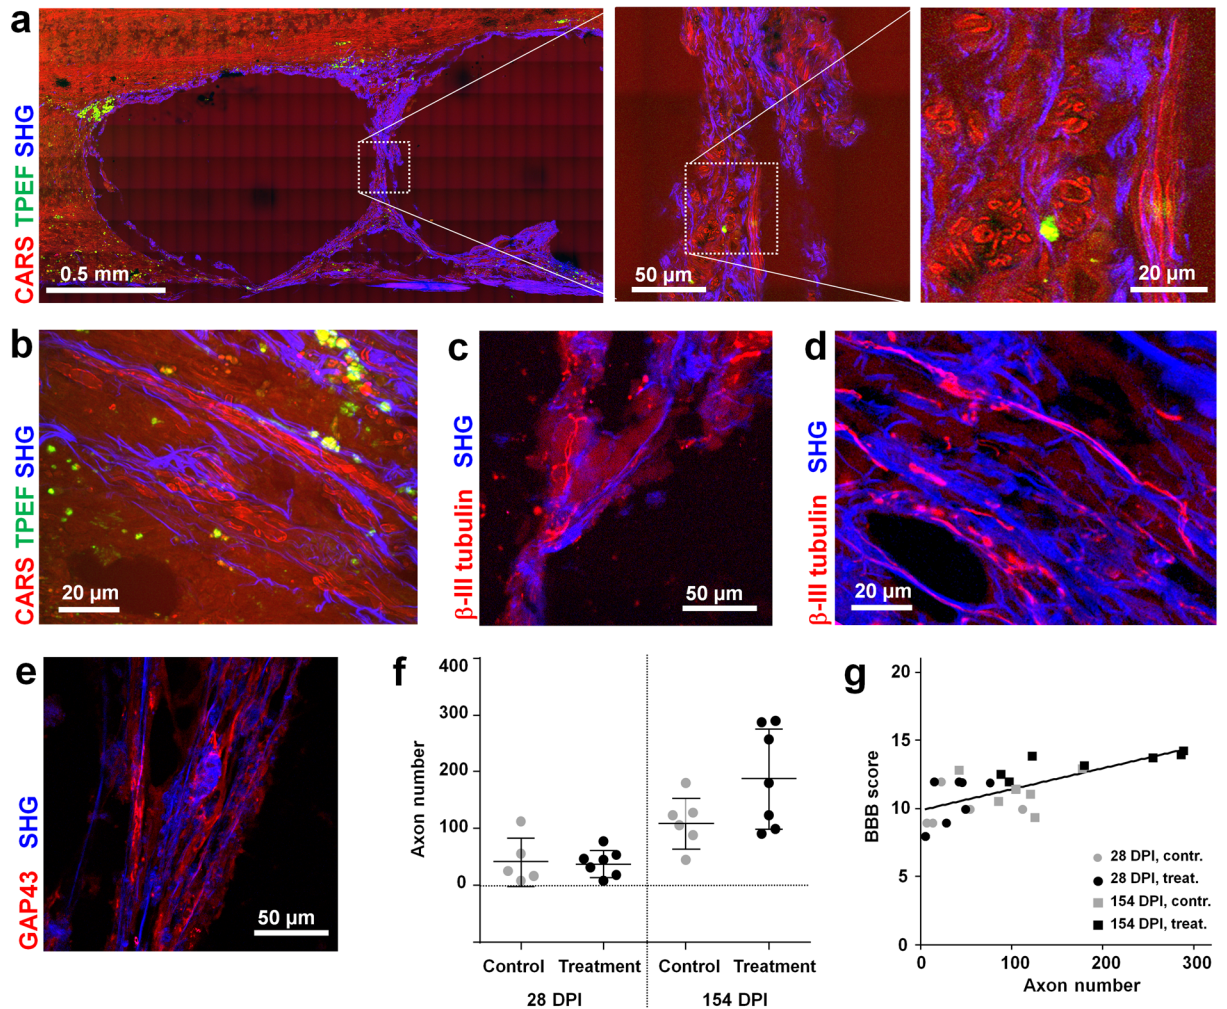 a
CARS TPEF SHG
0.5 mm
50 µm
20 µm
b
CARS TPEF SHG
20 µm
c
β-III tubulin SHG
50 µm
d
β-III tubulin SHG
20 µm
e
GAP43 SHG
50 µm
f
Axon number
400
300
200
100
0
Control
Treatment
Control
Treatment
28 DPI
154 DPI
g
BBB score
20
15
10
5
0
28 DPI, contr.
28 DPI, treat.
154 DPI, contr.
154 DPI, treat.
0
100
200
300
Axon number